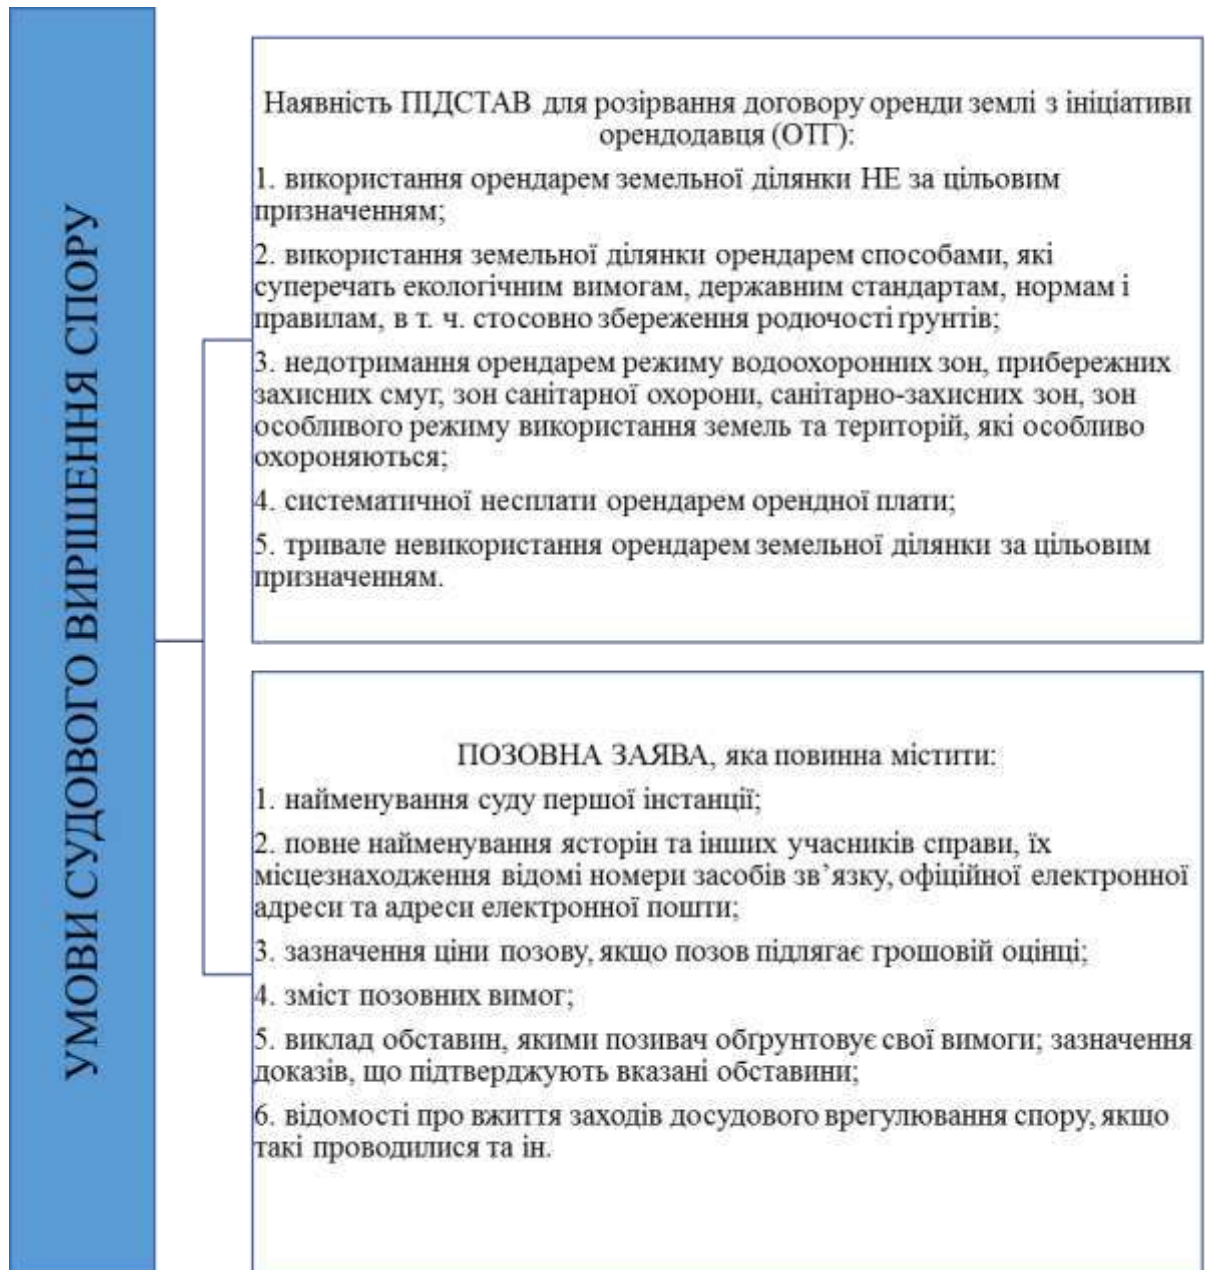 УМОВИ СУДОВОГО ВИРІШЕННЯ СПОРУ
Наявність ПІДСТАВ для розірвання договору оренди землі з ініціативи
орендодавця (ОТГ):
1. використання орендарем земельної ділянки НЕ за цільовим
призначенням;
2. використання земельної ділянки орендарем способами, які
суперечать екологічним вимогам, державним стандартам, нормам і
правилам, в т. ч. стосовно збереження родючості ґрунтів;
3. недотримання орендарем режиму водоохоронних зон, прибережних
захисних смуг, зон санітарної охорони, санітарно-захисних зон, зон
особливого режиму використання земель та територій, які особливо
охороняються;
4. систематичної несплати орендарем орендної плати;
5. тривале невикористання орендарем земельної ділянки за цільовим
призначенням.
ПОЗОВНА ЗАЯВА, яка повинна містити:
1. найменування суду першої інстанції;
2. повне найменування ясторін та інших учасників справи, їх
місцезнаходження відомі номери засобів зв’язку, офіційної електронної
адреси та адреси електронної пошти;
3. зазначення ціни позову, якщо позов підлягає грошовій оцінці;
4. зміст позовних вимог;
5. виклад обставин, якими позивач обґрунтовує свої вимоги; зазначення
доказів, що підтверджують вказані обставини;
6. відомості про вжиття заходів досудового врегулювання спору, якщо
такі проводилися та ін.